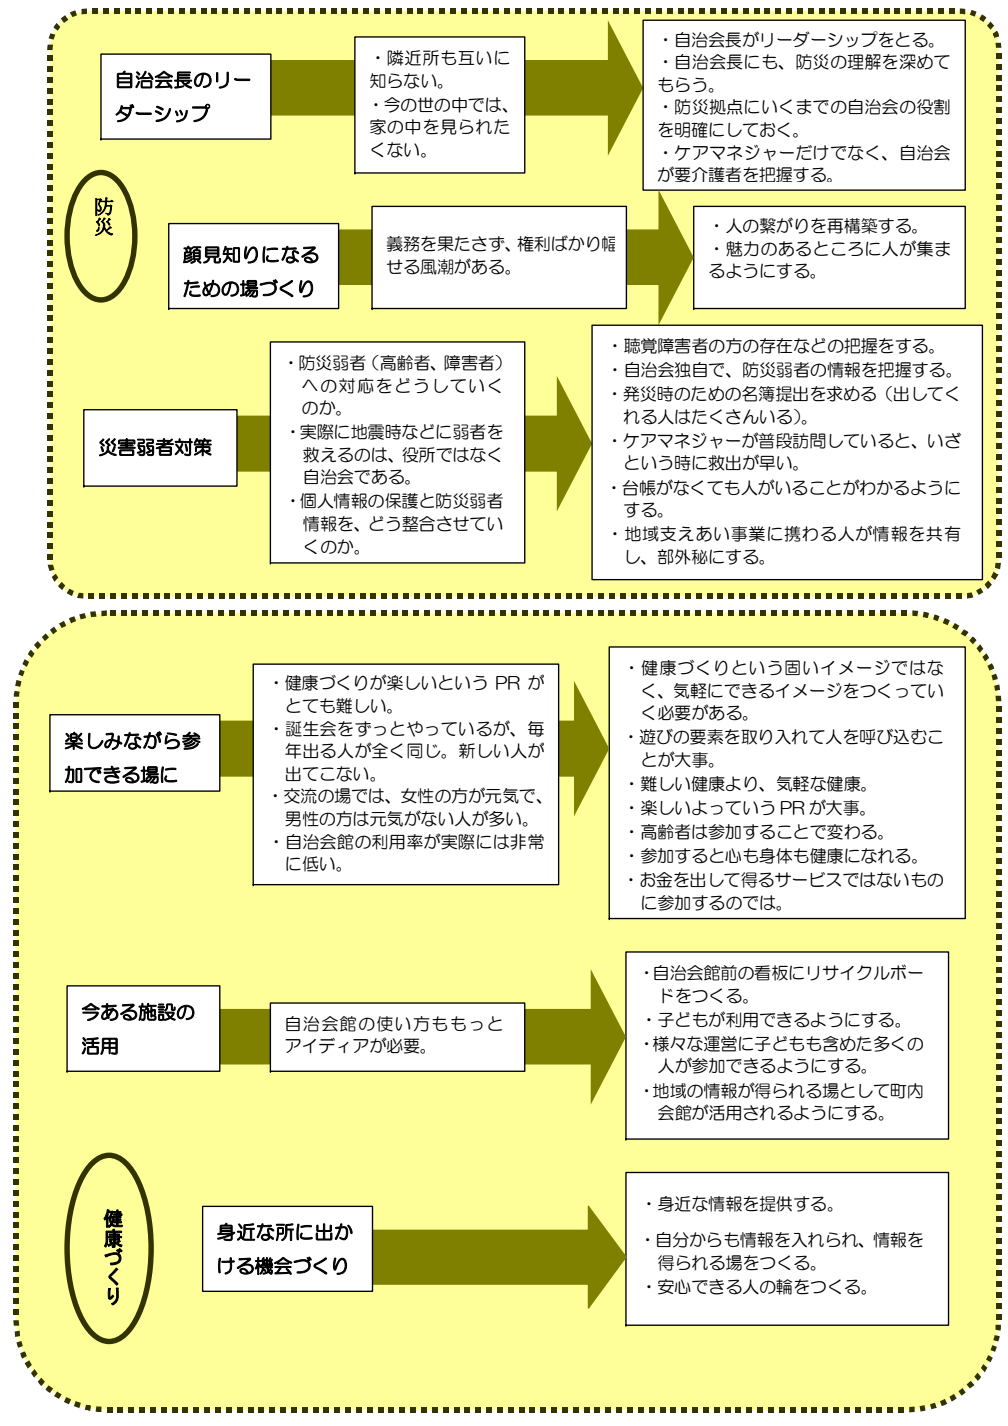 自治会長のリー
ダーシップ
・隣近所も互いに
知らない。
・今の世の中では、
家の中を見られた
くない。
・自治会長がリーダーシップをとる。
・自治会長にも、防災の理解を深めて
もらう。
・防災拠点にいくまでの自治会の役割
を明確にしておく。
・ケアマネジャーだけでなく、自治会
が要介護者を把握する。
防災
顔見知りになる
ための場づくり
義務を果たさず、権利ばかり幅
せる風潮がある。
・人の繋がりを再構築する。
・魅力のあるところに人が集ま
るようにする。
災害弱者対策
・防災弱者(高齢者、障害者)
への対応をどうしていく
のか。
・実際に地震時などに弱者を
救えるのは、役所ではなく
自治会である。
・個人情報の保護と防災弱者
情報を、どう整合させてい
くのか。
・聴覚障害者の方の存在などの把握をする。
・自治会独自で、防災弱者の情報を把握する。
・発災時のための名簿提出を求める(出してく
れる人はたくさんいる)。
・ケアマネジャーが普段訪問していると、いざ
という時に救出が早い。
・台帳がなくても人がいることがわかるように
する。
・地域支えあい事業に携わる人が情報を共有
し、部外秘にする。
楽しみながら参
加できる場に
・健康づくりが楽しいという PR が
とても難しい。
・誕生会をずっとやっているが、毎
年出る人が全く同じ。新しい人が
出てこない。
・交流の場では、女性の方が元気で、
男性の方は元気がない人が多い。
・自治会館の利用率が実際には非常
に低い。
・健康づくりという固いイメージではな
く、気軽にできるイメージをつくってい
く必要がある。
・遊びの要素を取り入れて人を呼び込むこ
とが大事。
・難しい健康より、気軽な健康。
・楽しいよっていう PR が大事。
・高齢者は参加することで変わる。
・参加すると心も身体も健康になれる。
・お金を出して得るサービスではないもの
に参加するのでは。
今ある施設の
活用
自治会館の使い方ももっと
アイディアが必要。
・自治会館前の看板にリサイクルボー
ドをつくる。
・子どもが利用できるようにする。
・様々な運営に子どもも含めた多くの
人が参加できるようにする。
・地域の情報が得られる場として町内
会館が活用されるようにする。
健康づくり
身近な所に出か
ける機会づくり
・身近な情報を提供する。
・自分からも情報を入れられ、情報を
得られる場をつくる。
・安心できる人の輪をつくる。